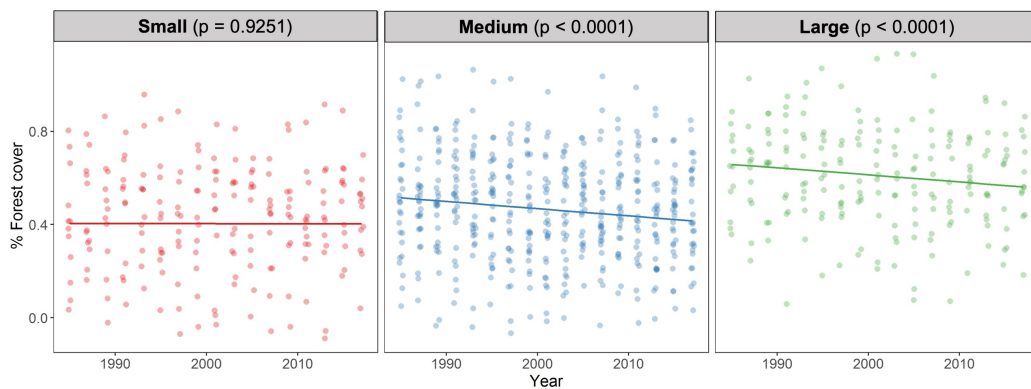 Small (p = 0.9251)
Medium (p < 0.0001)
Large (p < 0.0001)
% Forest cover
0.8
0.4
0.0
1990 2000 2010
1990 2000 2010
1990 2000 2010
Year